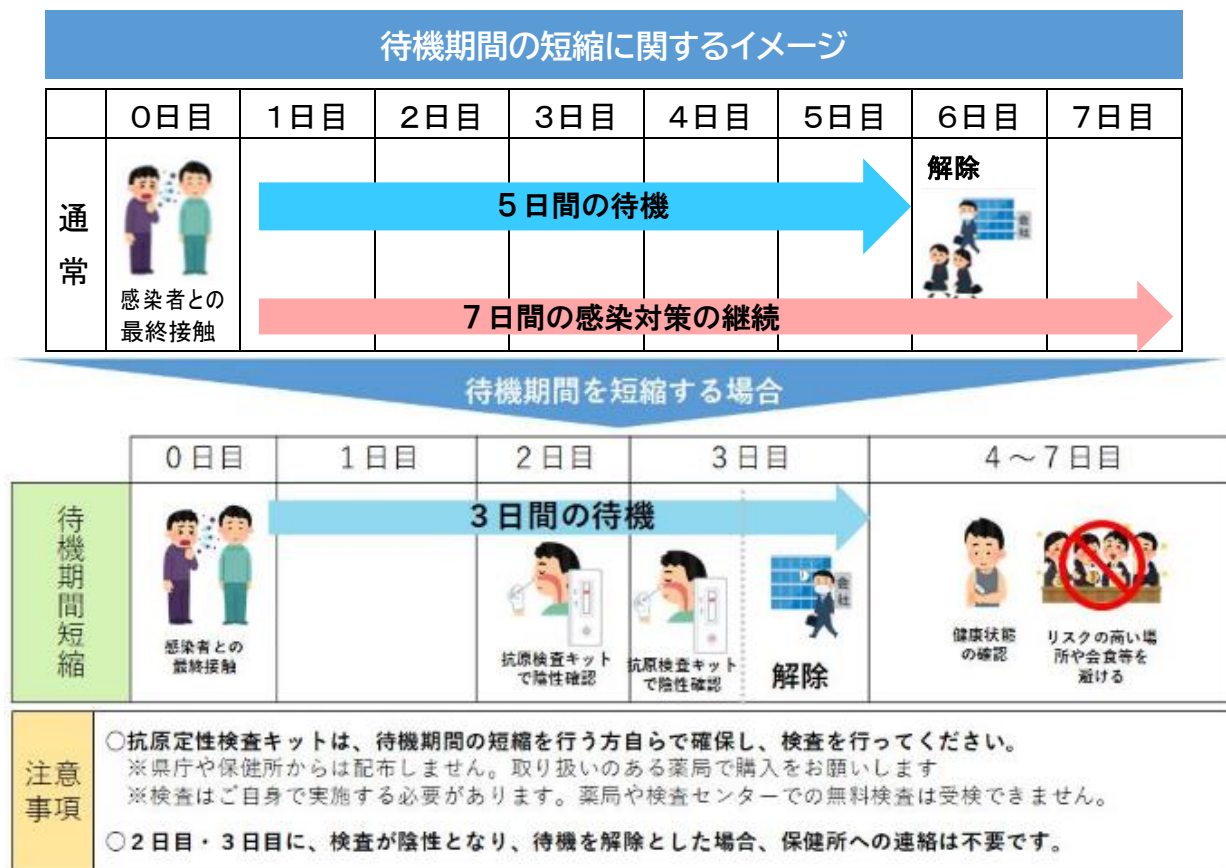 待機期間の短縮に関するイメージ
0日目 1日目 2日目 3日目 4日目 5日目 6日目 7日目
通常
感染者との
最終接触
5日間の待機
解除
会社
7日間の感染対策の継続
待機期間を短縮する場合
0日目 1日目 2日目 3日目 4～7日目
待機期間短縮
感染者との
最終接触
3日間の待機
抗原検査キット
で陰性確認
抗原検査キット
で陰性確認
会社
解除
健康状態
の確認
リスクの高い場
所や会食等を
避ける
注意
事項
○抗原定性検査キットは、待機期間の短縮を行う方自らで確保し、検査を行ってください。
※県庁や保健所からは配布しません。取り扱いのある薬局で購入をお願いします
※検査はご自身で実施する必要があります。薬局や検査センターでの無料検査は受検できません。
○2日目・3日目に、検査が陰性となり、待機を解除とした場合、保健所への連絡は不要です。